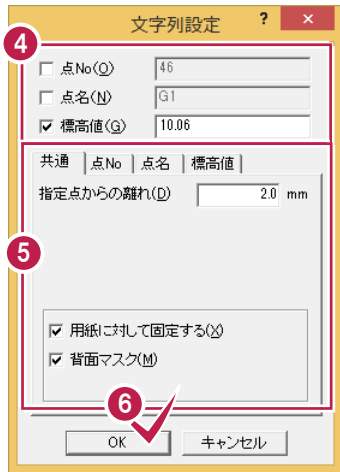 文字列設定 ? ×
4
点No(O) 46
点名(N) G1
標高値(G) 10.06
5
共通 点No 点名 標高値
指定点からの離れ(D) 2.0 mm
用紙に対して固定する(X)
背面マスク(M)
6
OK キャンセル